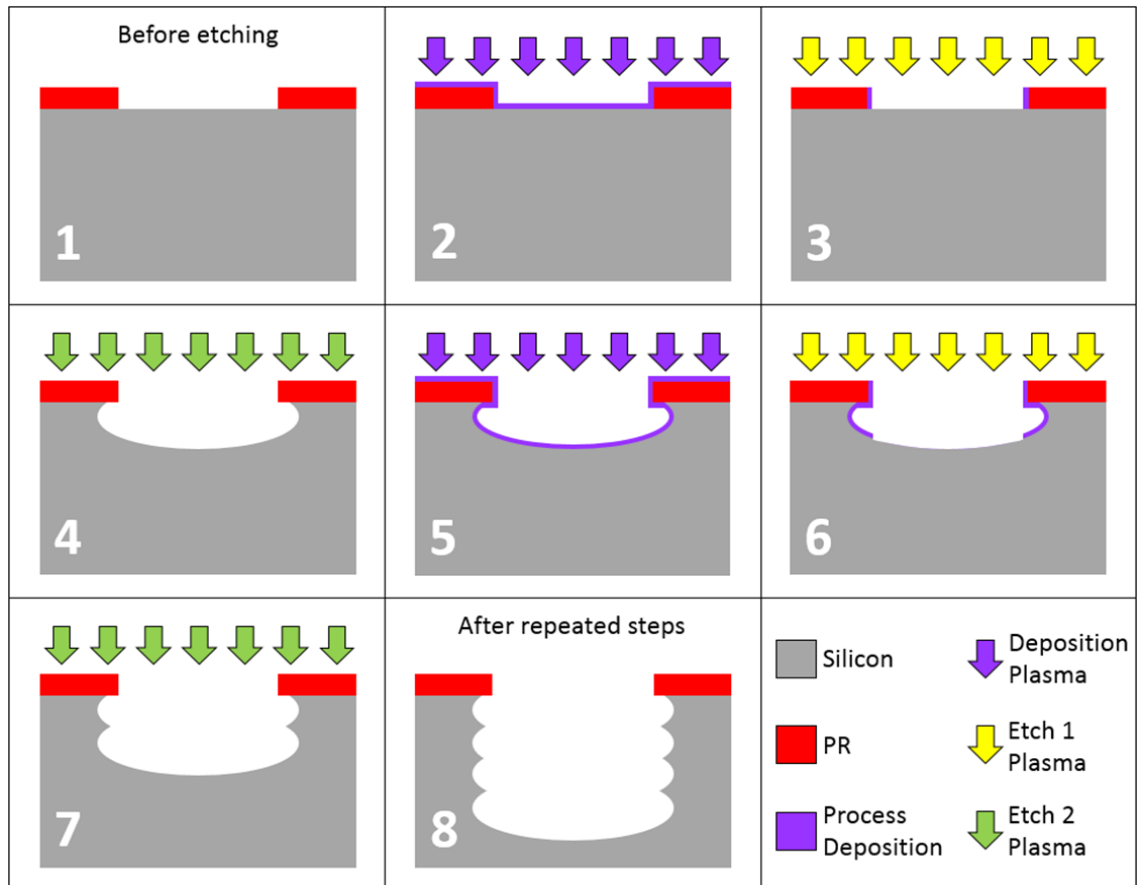 Before etching
1
2
3
4
5
6
7
After repeated steps
8
Silicon
Deposition
Plasma
PR
Etch 1
Plasma
Process
Deposition
Etch 2
Plasma